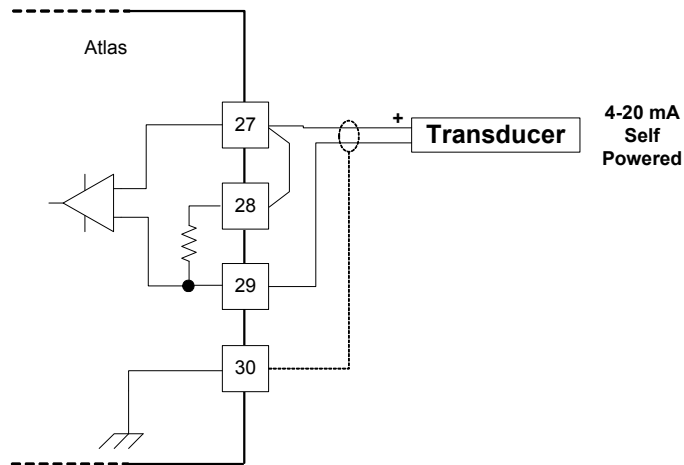 Atlas
27
28
29
30
+
Transducer
4-20 mA
Self
Powered